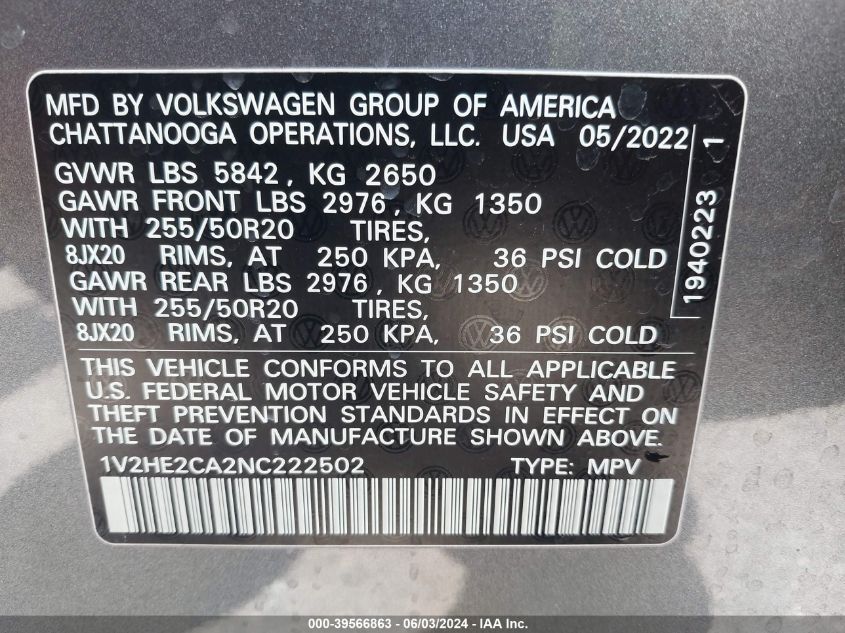 MFD BY VOLKSWAGEN GROUP OF AMERICA
CHATTANOOGA OPERATIONS, LLC. USA 05/2022
GVWR LBS 5842, KG 2650
GAWR FRONT LBS 2976, KG 1350
WITH 255/50R20 TIRES,
8JX20 RIMS, AT 250 KPA, 36 PSI COLD
GAWR REAR LBS 2976, KG 1350
WITH 255/50R20 TIRES,
8JX20 RIMS, AT 250 KPA, 36 PSI COLD
1940223 1
THIS VEHICLE CONFORMS TO ALL APPLICABLE
U.S. FEDERAL MOTOR VEHICLE SAFETY AND
THEFT PREVENTION STANDARDS IN EFFECT ON
THE DATE OF MANUFACTURE SHOWN ABOVE.
1V2HE2CA2NC222502 TYPE: MPV
000-39566863 - 06/03/2024 - IAA Inc.